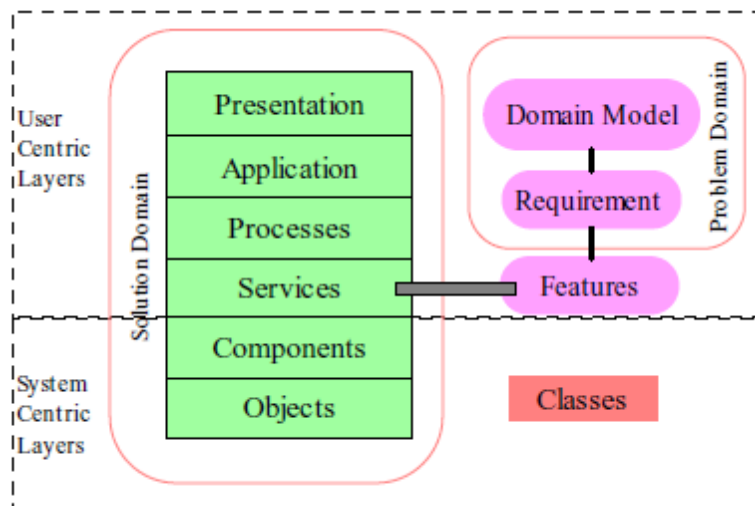 User
Centric
Layers
Solution Domain
Presentation
Application
Processes
Services
Components
Objects
Domain Model
Requirement
Features
Problem Domain
System
Centric
Layers
Classes